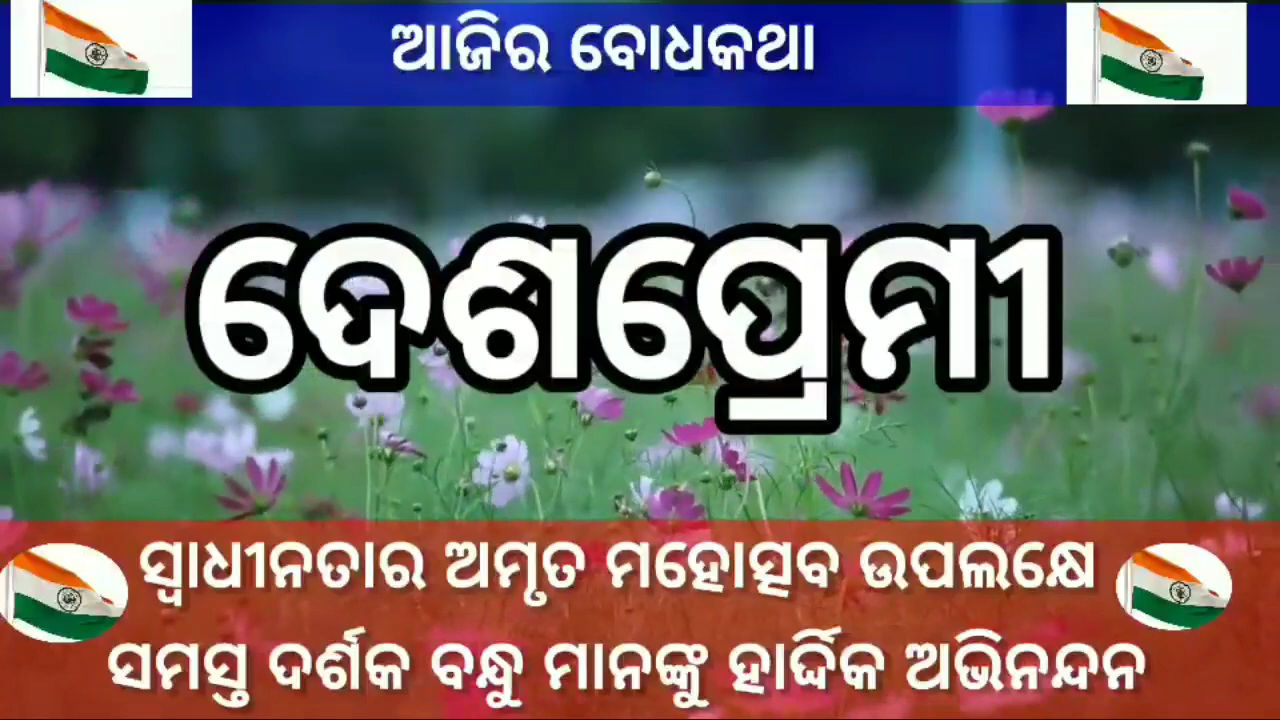 ଆଜିର ବୋଧକଥା
ଦେଶପ୍ରେମୀ
ସ୍ୱାଧୀନତାର ଅମୃତ ମହୋତ୍ସବ ଉପଲକ୍ଷେ
ସମସ୍ତ ଦର୍ଶକ ବନ୍ଧୁ ମାନଙ୍କୁ ହାର୍ଦ୍ଦିକ ଅଭିନନ୍ଦନ